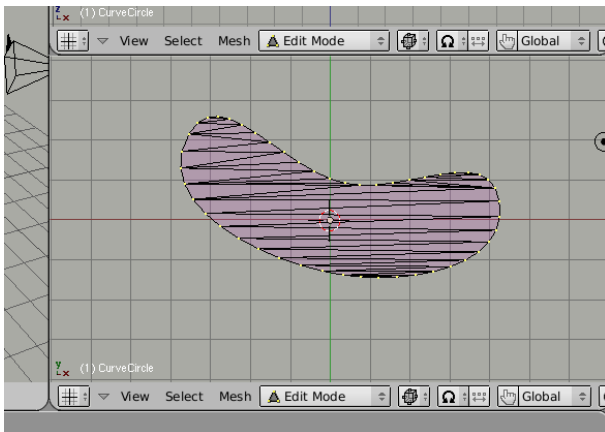 z
x (1) CurveCircle
View Select Mesh Edit Mode Global
y
x (1) CurveCircle
View Select Mesh Edit Mode Global